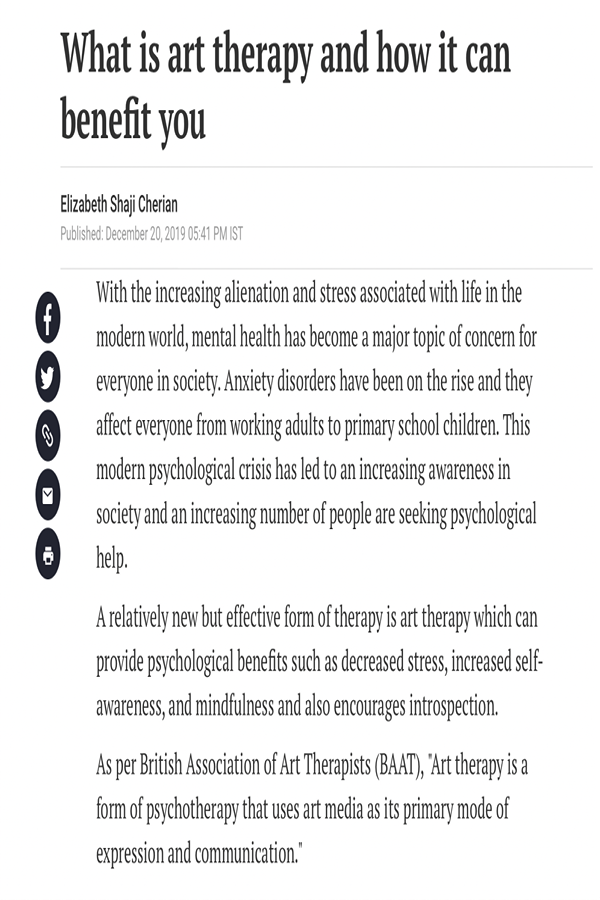 What is art therapy and how it can
benefit you
Elizabeth Shaji Cherian
Published: December 20, 2019 05:41 PM IST
With the increasing alienation and stress associated with life in the
modern world, mental health has become a major topic of concern for
everyone in society. Anxiety disorders have been on the rise and they
affect everyone from working adults to primary school children. This
modern psychological crisis has led to an increasing awareness in
society and an increasing number of people are seeking psychological
help.
A relatively new but effective form of therapy is art therapy which can
provide psychological benefits such as decreased stress, increased self-
awareness, and mindfulness and also encourages introspection.
As per British Association of Art Therapists (BAAT), "Art therapy is a
form of psychotherapy that uses art media as its primary mode of
expression and communication."